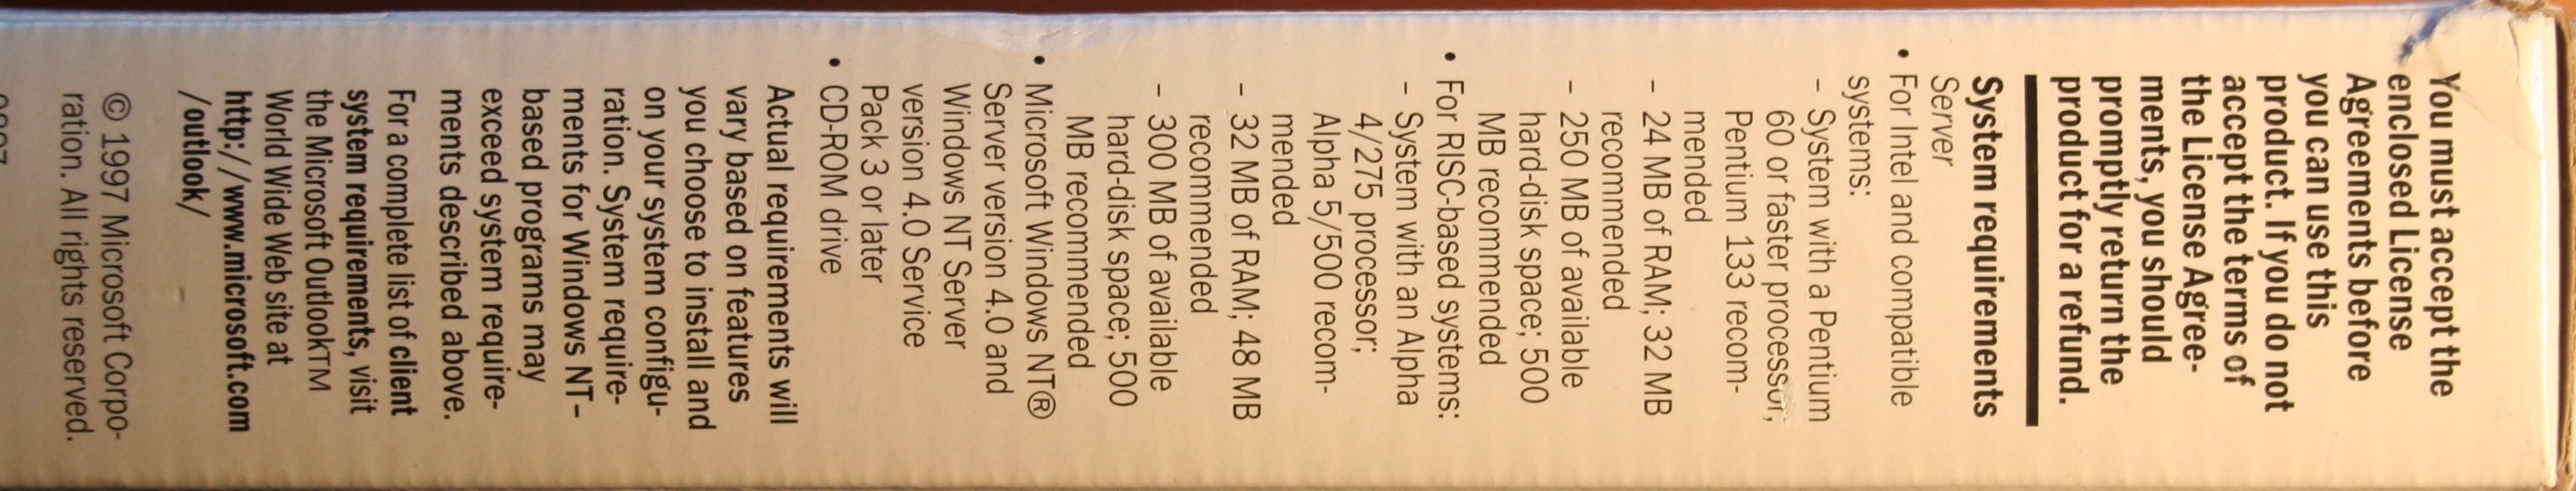 You must accept the
enclosed License
Agreements before
you can use this
product. If you do not
accept the terms of
the License Agree-
ments, you should
promptly return the
product for a refund.
System requirements
Server
• For Intel and compatible
systems:
– System with a Pentium
60 or faster processor;
Pentium 133 recom-
mended
– 24 MB of RAM; 32 MB
recommended
– 250 MB of available
hard-disk space; 500
MB recommended
• For RISC-based systems:
– System with an Alpha
4/275 processor;
Alpha 5/500 recom-
mended
– 32 MB of RAM; 48 MB
recommended
– 300 MB of available
hard-disk space; 500
MB recommended
• Microsoft Windows NT®
Server version 4.0 and
Windows NT Server
version 4.0 Service
Pack 3 or later
• CD-ROM drive
Actual requirements will
vary based on features
you choose to install and
on your system configu-
ration. System require-
ments for Windows NT–
based programs may
exceed system require-
ments described above.
For a complete list of client
system requirements, visit
the Microsoft OutlookTM
World Wide Web site at
http://www.microsoft.com
/outlook/
© 1997 Microsoft Corpo-
ration. All rights reserved.